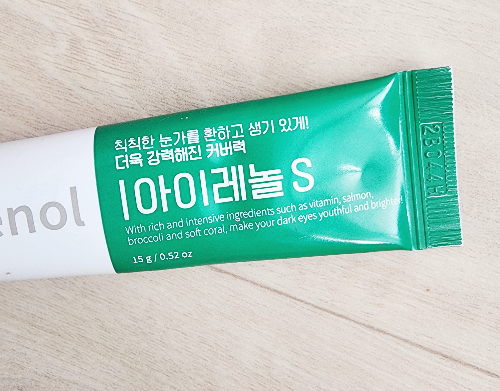 enol
칙칙한 눈가를 환하고 생기 있게!
더욱 강력해진 커버력
아이레놀 S
With rich and intensive ingredients such as vitamin, salmon,
broccoli and soft coral, make your dark eyes youthful and brighter!
15 g / 0.52 oz